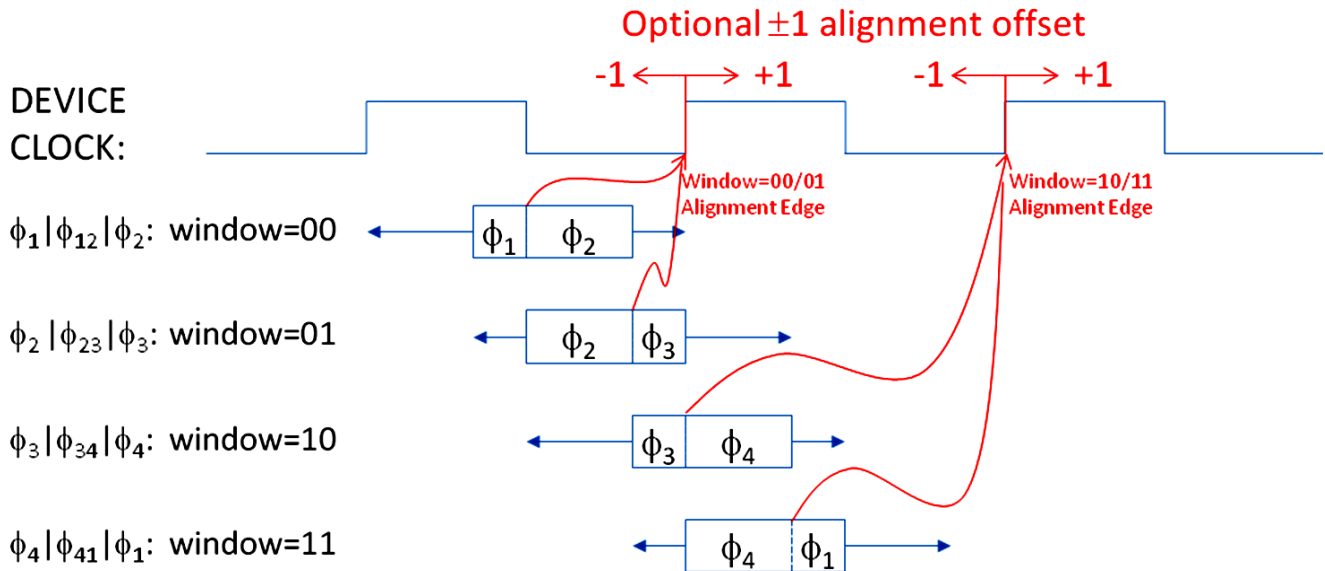 Optional ±1 alignment offset
-1 +1 -1 +1
DEVICE
CLOCK:
Window=00/01
Alignment Edge
Window=10/11
Alignment Edge
ϕ₁|ϕ₁₂|ϕ₂: window=00
ϕ₁ ϕ₂
ϕ₂ |ϕ₂₃|ϕ₃: window=01
ϕ₂ ϕ₃
ϕ₃|ϕ₃₄|ϕ₄: window=10
ϕ₃ ϕ₄
ϕ₄|ϕ₄₁|ϕ₁: window=11
ϕ₄ ϕ₁